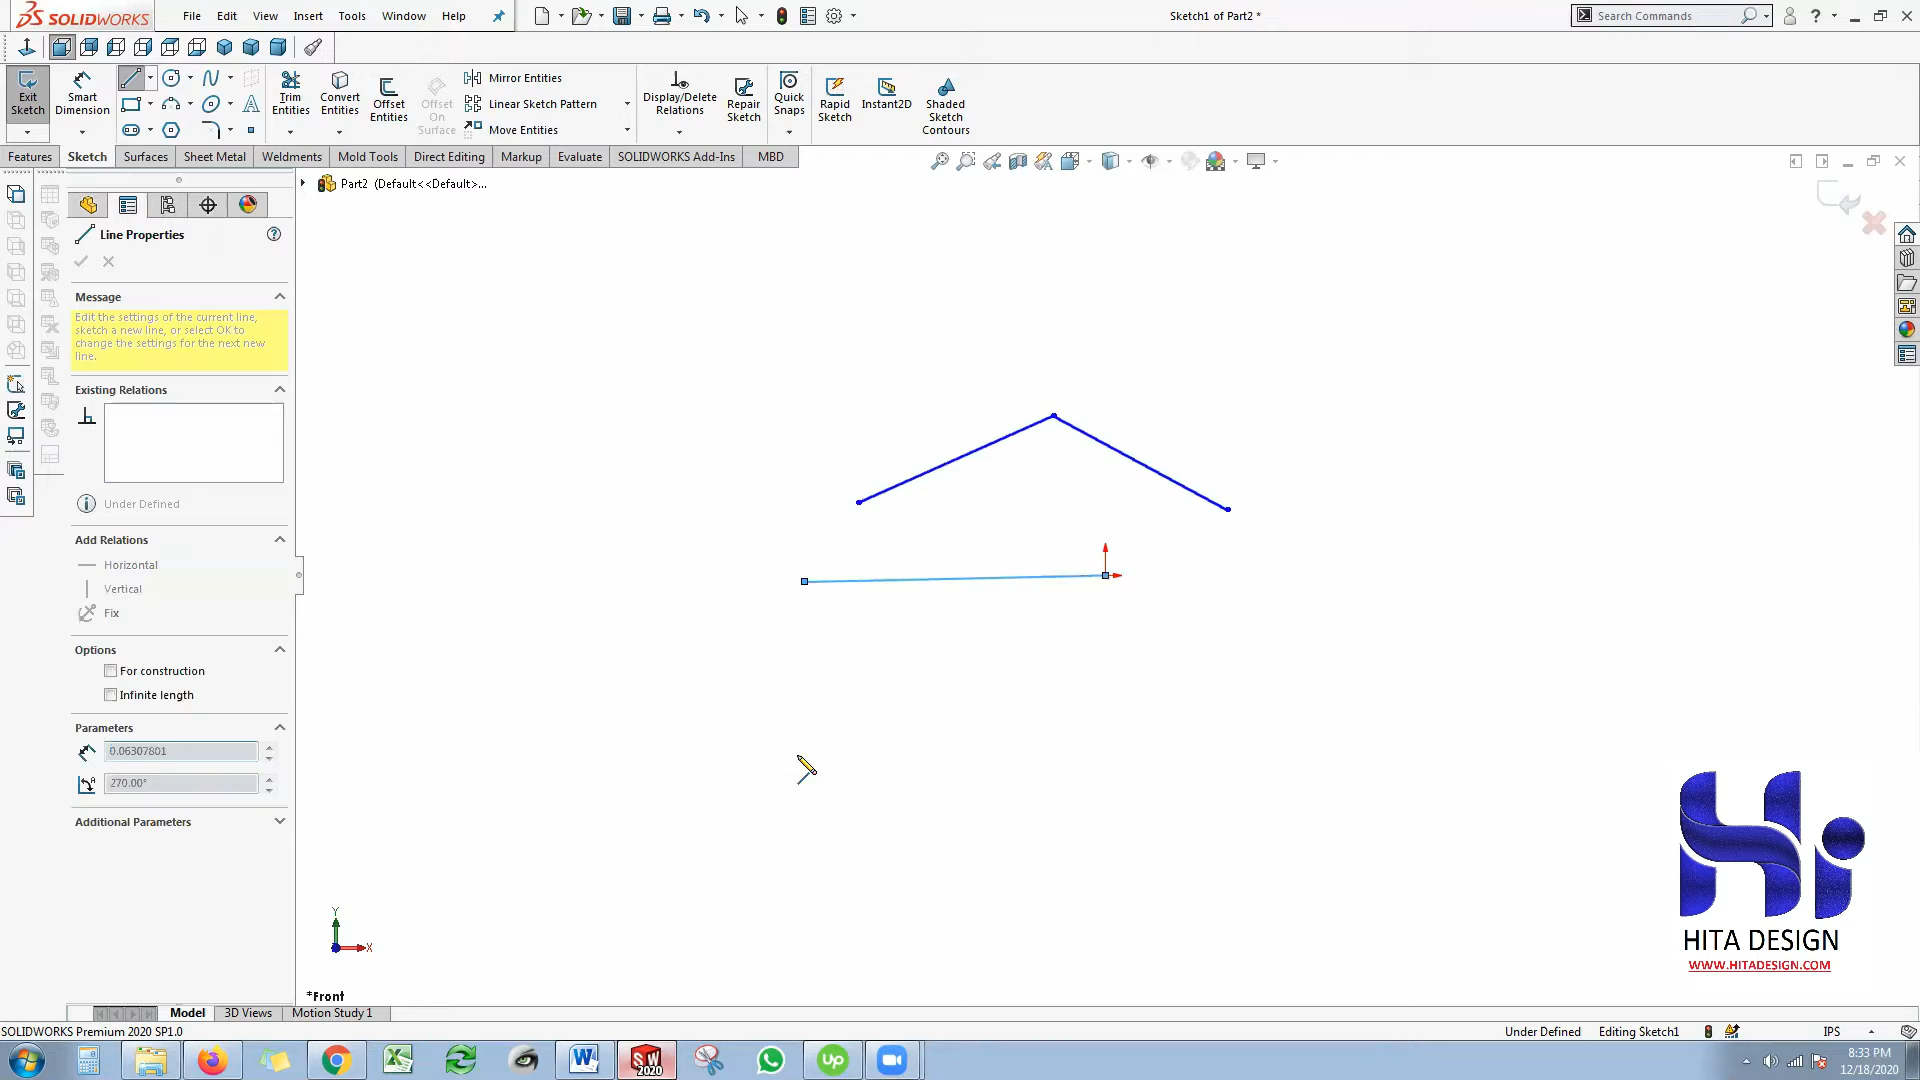 SOLIDWORKS
File Edit View Insert Tools Window Help
Sketch1 of Part2 *
Search Commands
Exit Sketch
Smart Dimension
Trim Entities
Convert Entities
Offset Entities
Offset On Surface
Mirror Entities
Linear Sketch Pattern
Move Entities
Display/Delete Relations
Repair Sketch
Quick Snaps
Rapid Sketch
Instant2D
Shaded Sketch Contours
Features Sketch Surfaces Sheet Metal Weldments Mold Tools Direct Editing Markup Evaluate SOLIDWORKS Add-Ins MBD
Part2 (Default<<Default>...
Line Properties
Message
Edit the settings of the current line,
sketch a new line, or select OK to
change the settings for the next new
line.
Existing Relations
Under Defined
Add Relations
Horizontal
Vertical
Fix
Options
For construction
Infinite length
Parameters
0.06307801
270.00°
Additional Parameters
Y
X
*Front
HITA DESIGN
WWW.HITADESIGN.COM
Model 3D Views Motion Study 1
SOLIDWORKS Premium 2020 SP1.0
Under Defined Editing Sketch1 IPS
SW 2020
Up
8:33 PM
12/18/2020